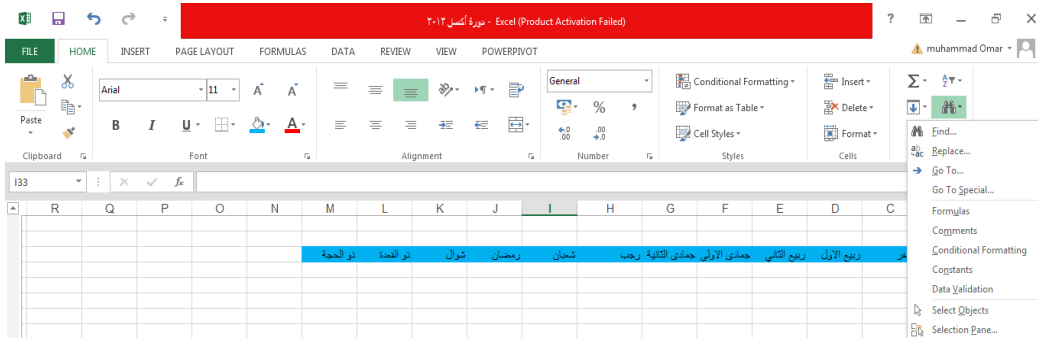 دورة أكسل ٢٠١٣ - Excel (Product Activation Failed)
FILE HOME INSERT PAGE LAYOUT FORMULAS DATA REVIEW VIEW POWERPIVOT muhammad Omar
Arial 11 General Conditional Formatting Insert
Format as Table Delete
Paste B I U % Cell Styles Format
Clipboard Font Alignment Number Styles Cells
Find...
Replace...
Go To...
Go To Special...
Formulas
Comments
Conditional Formatting
Constants
Data Validation
Select Objects
Selection Pane...
I33 fx
R Q P O N M L K J I H G F E D C
ربيع الاول ربيع الثاني جمادى الاولى جمادى الثانية رجب شعبان رمضان شوال ذو القعدة ذو الحجة